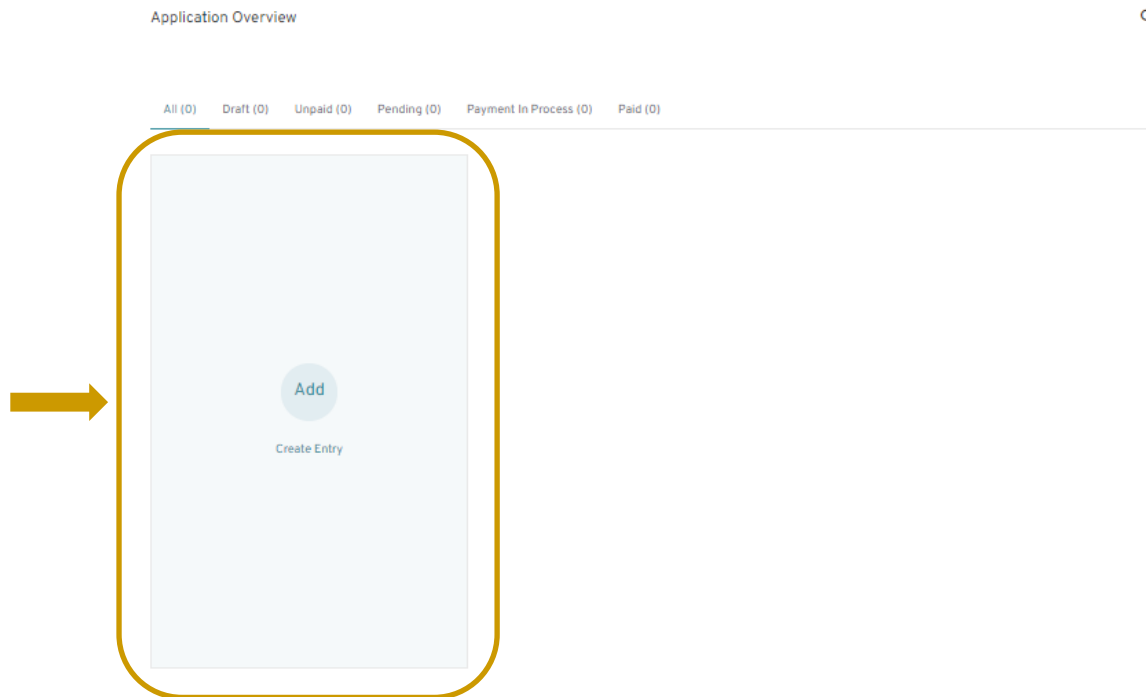 Application Overview
All (0) Draft (0) Unpaid (0) Pending (0) Payment In Process (0) Paid (0)
Add
Create Entry